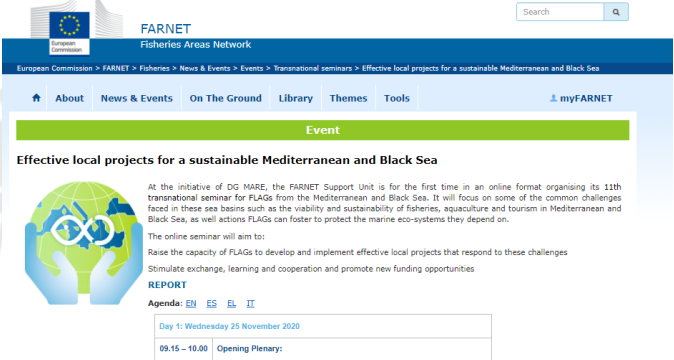 Search
European
Commission
FARNET
Fisheries Areas Network
European Commission > FARNET > Fisheries > News & Events > Events > Transnational seminars > Effective local projects for a sustainable Mediterranean and Black Sea
About News & Events On The Ground Library Themes Tools myFARNET
Event
Effective local projects for a sustainable Mediterranean and Black Sea
At the initiative of DG MARE, the FARNET Support Unit is for the first time in an online format organising its 11th
transnational seminar for FLAGs from the Mediterranean and Black Sea. It will focus on some of the common challenges
faced in these sea basins such as the viability and sustainability of fisheries, aquaculture and tourism in Mediterranean and
Black Sea, as well actions FLAGs can foster to protect the marine eco-systems they depend on.
The online seminar will aim to:
Raise the capacity of FLAGs to develop and implement effective local projects that respond to these challenges
Stimulate exchange, learning and cooperation and promote new funding opportunities
REPORT
Agenda: EN ES EL IT
Day 1: Wednesday 25 November 2020
09.15 – 10.00 Opening Plenary: